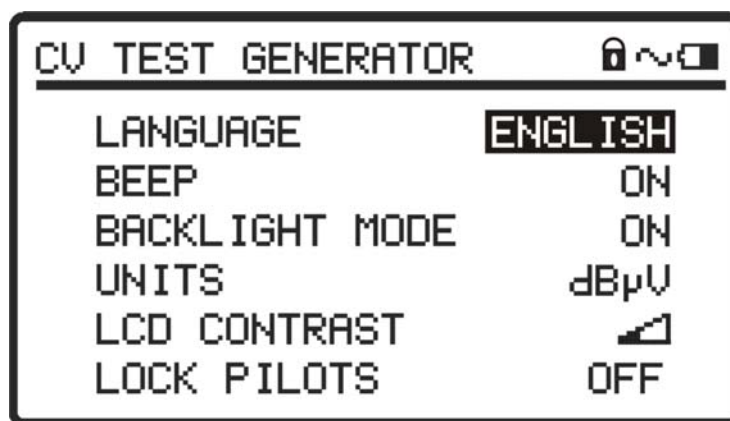 CV TEST GENERATOR
LANGUAGE ENGLISH
BEEP ON
BACKLIGHT MODE ON
UNITS dBµV
LCD CONTRAST
LOCK PILOTS OFF